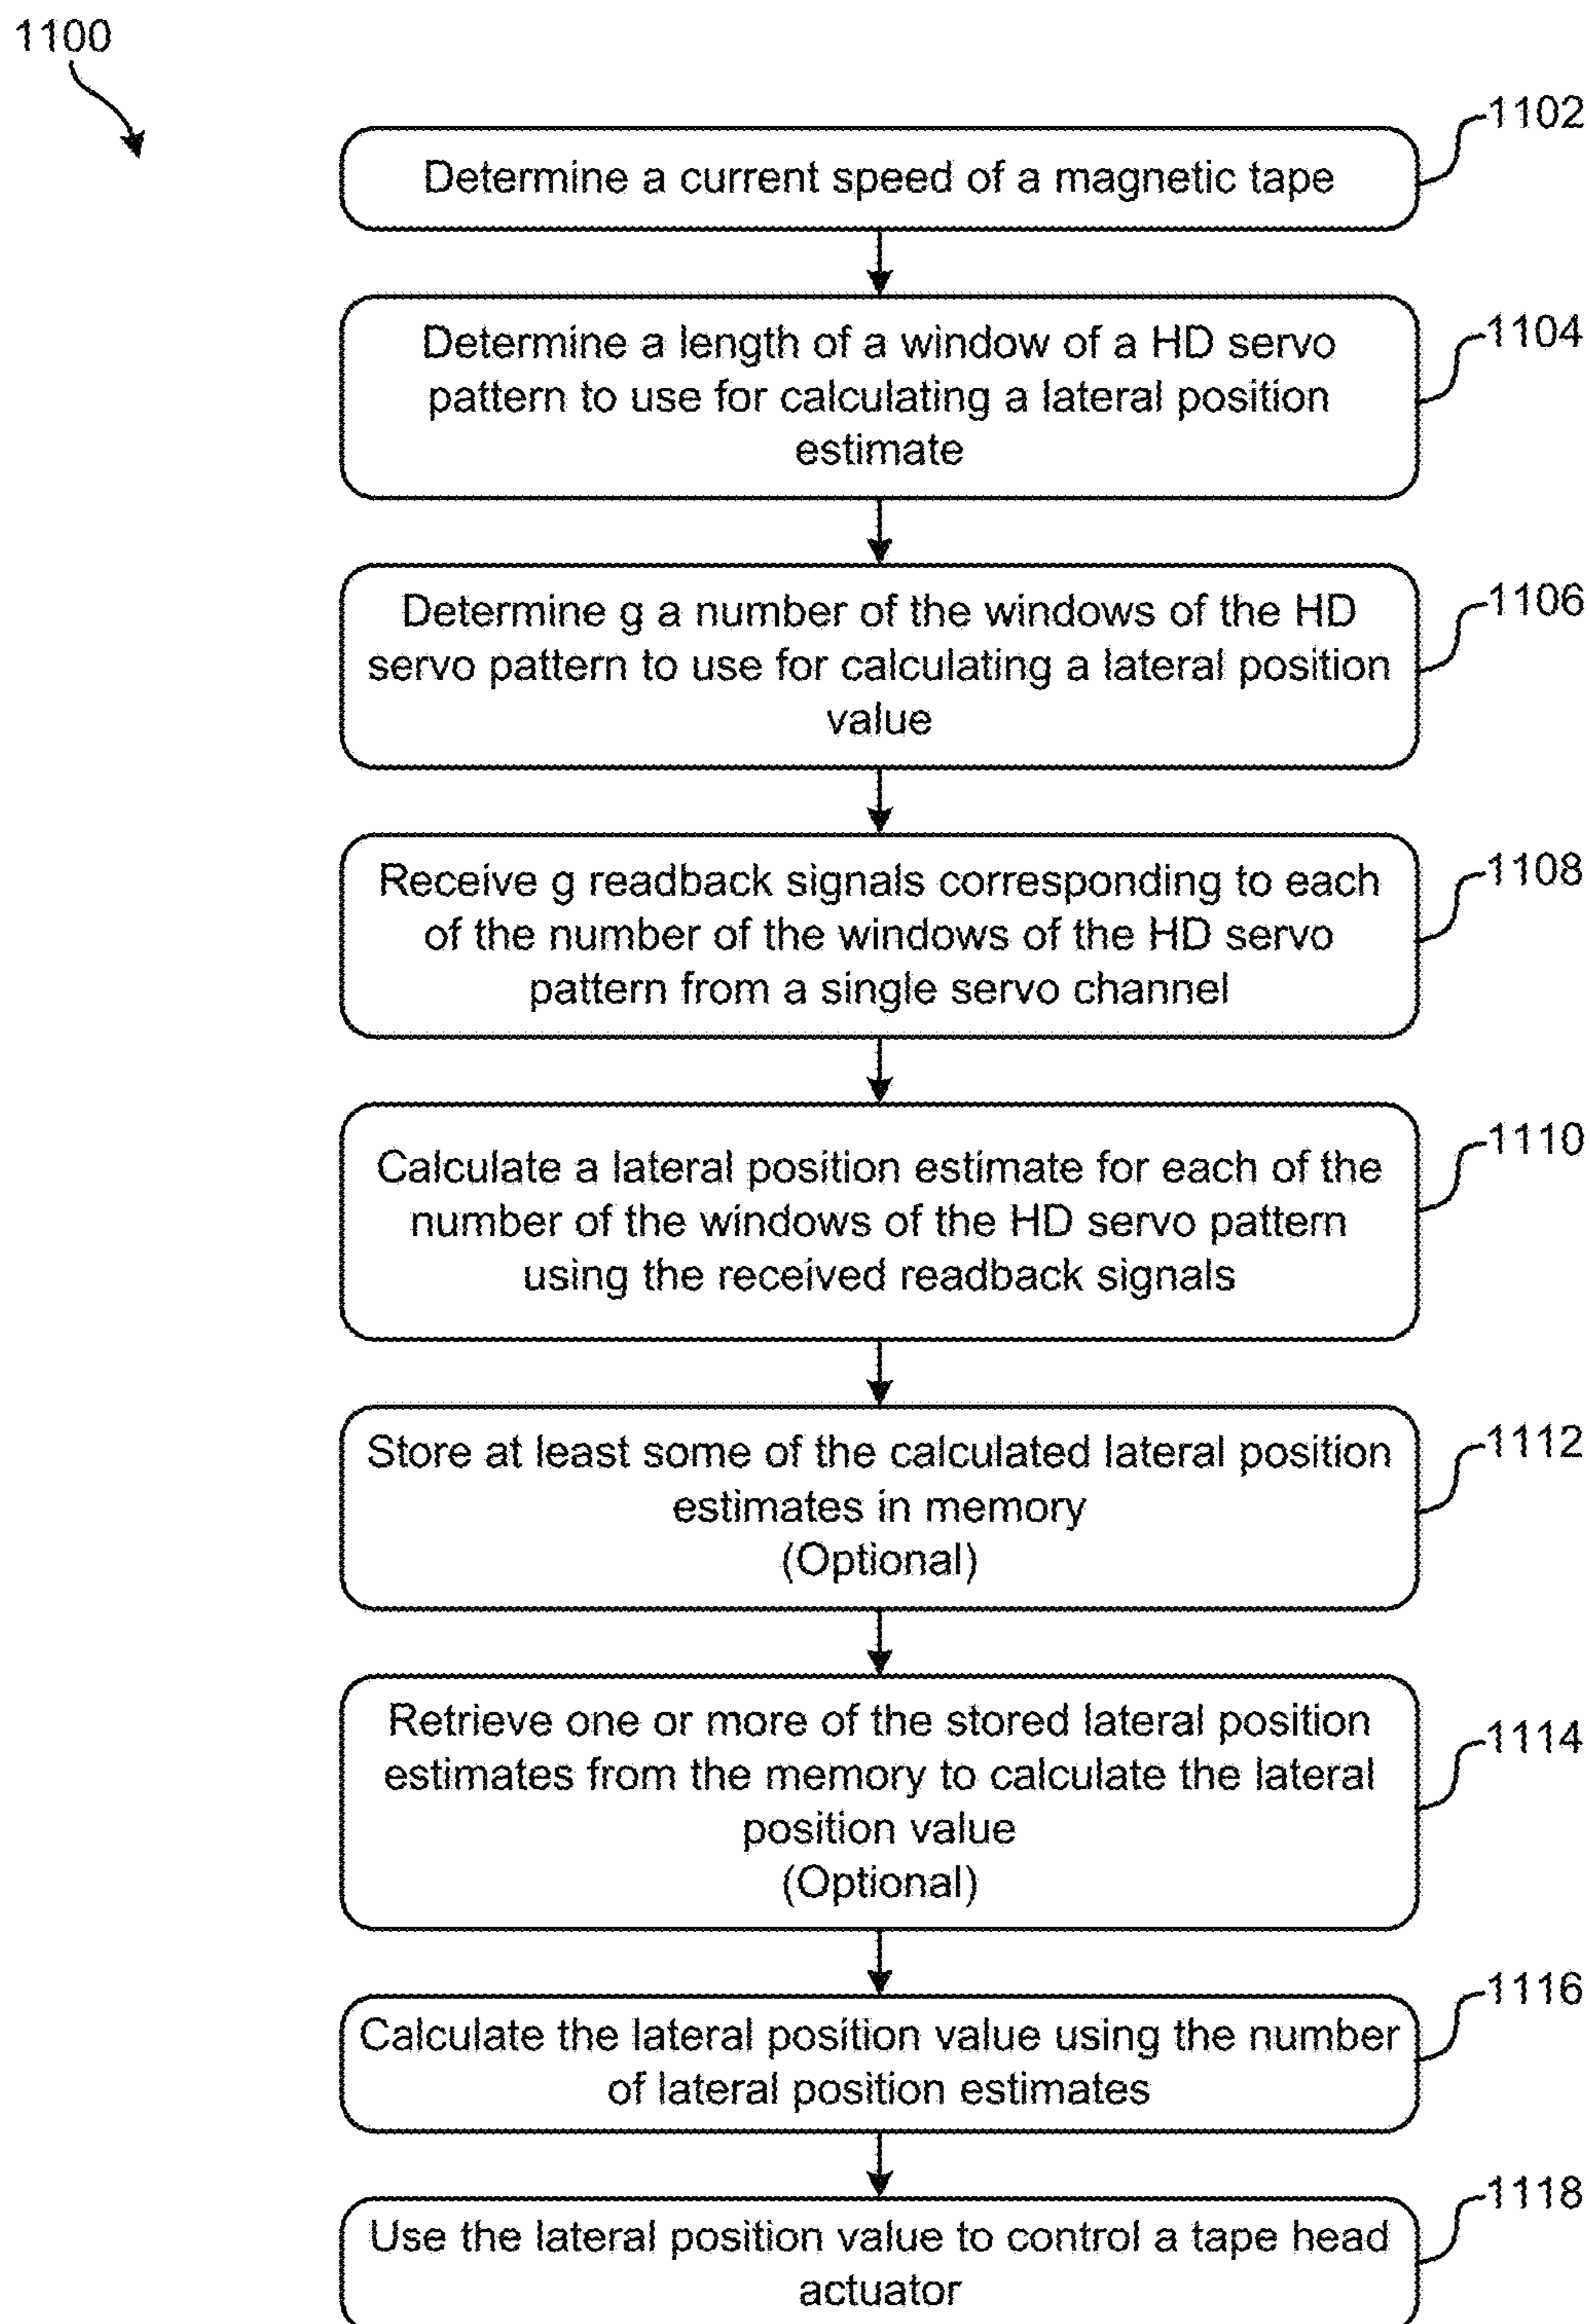 1100
1102
Determine a current speed of a magnetic tape
1104
Determine a length of a window of a HD servo
pattern to use for calculating a lateral position
estimate
1106
Determine g a number of the windows of the HD
servo pattern to use for calculating a lateral position
value
1108
Receive g readback signals corresponding to each
of the number of the windows of the HD servo
pattern from a single servo channel
1110
Calculate a lateral position estimate for each of the
number of the windows of the HD servo pattern
using the received readback signals
1112
Store at least some of the calculated lateral position
estimates in memory
(Optional)
1114
Retrieve one or more of the stored lateral position
estimates from the memory to calculate the lateral
position value
(Optional)
1116
Calculate the lateral position value using the number
of lateral position estimates
1118
Use the lateral position value to control a tape head
actuator